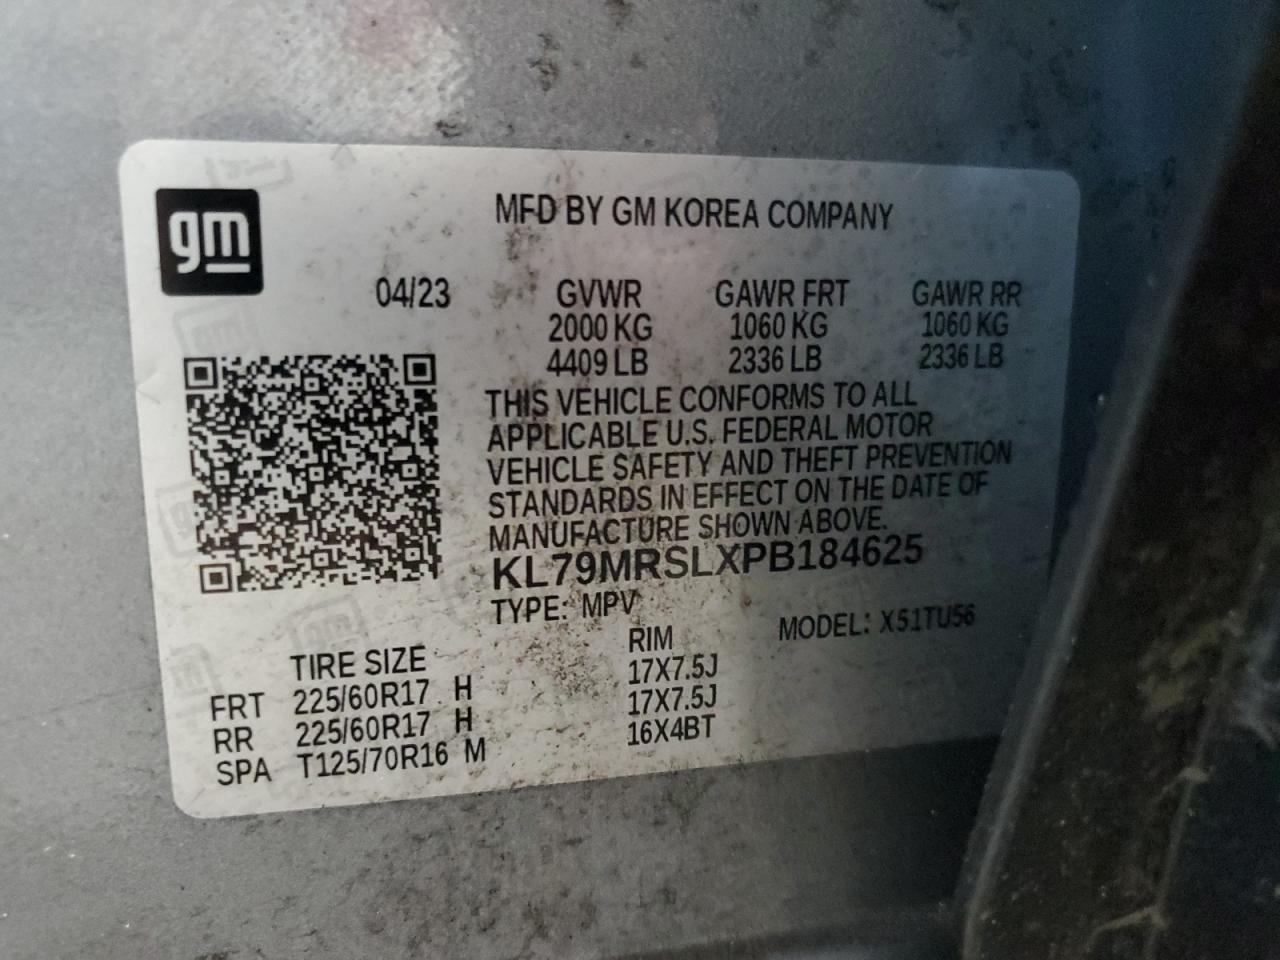 gm
MFD BY GM KOREA COMPANY
04/23 GVWR GAWR FRT GAWR RR
2000 KG 1060 KG 1060 KG
4409 LB 2336 LB 2336 LB
THIS VEHICLE CONFORMS TO ALL
APPLICABLE U.S. FEDERAL MOTOR
VEHICLE SAFETY AND THEFT PREVENTION
STANDARDS IN EFFECT ON THE DATE OF
MANUFACTURE SHOWN ABOVE.
KL79MRSLXPB184625
TYPE: MPV MODEL: X51TU56
TIRE SIZE RIM
FRT 225/60R17 H 17X7.5J
RR 225/60R17 H 17X7.5J
SPA T125/70R16 M 16X4BT